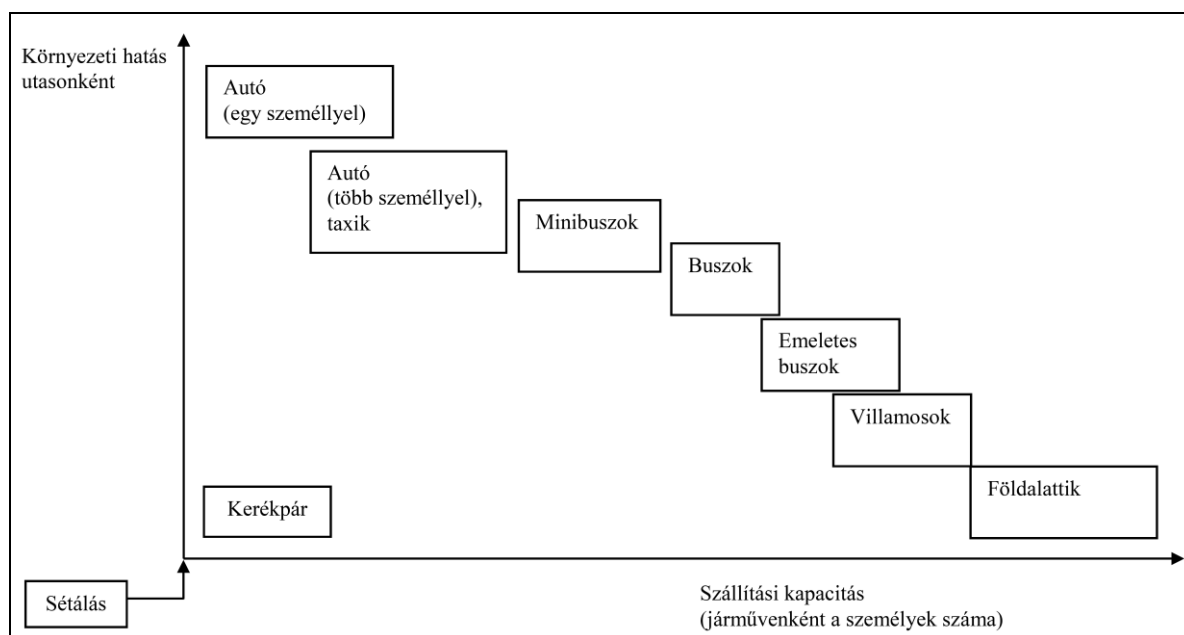 Környezeti hatás
utasonként
Autó
(egy személlyel)
Autó
(több személlyel),
taxik
Minibuszok
Buszok
Emeletes
buszok
Villamosok
Földalattik
Kerékpár
Sétálás
Szállítási kapacitás
(járművenként a személyek száma)